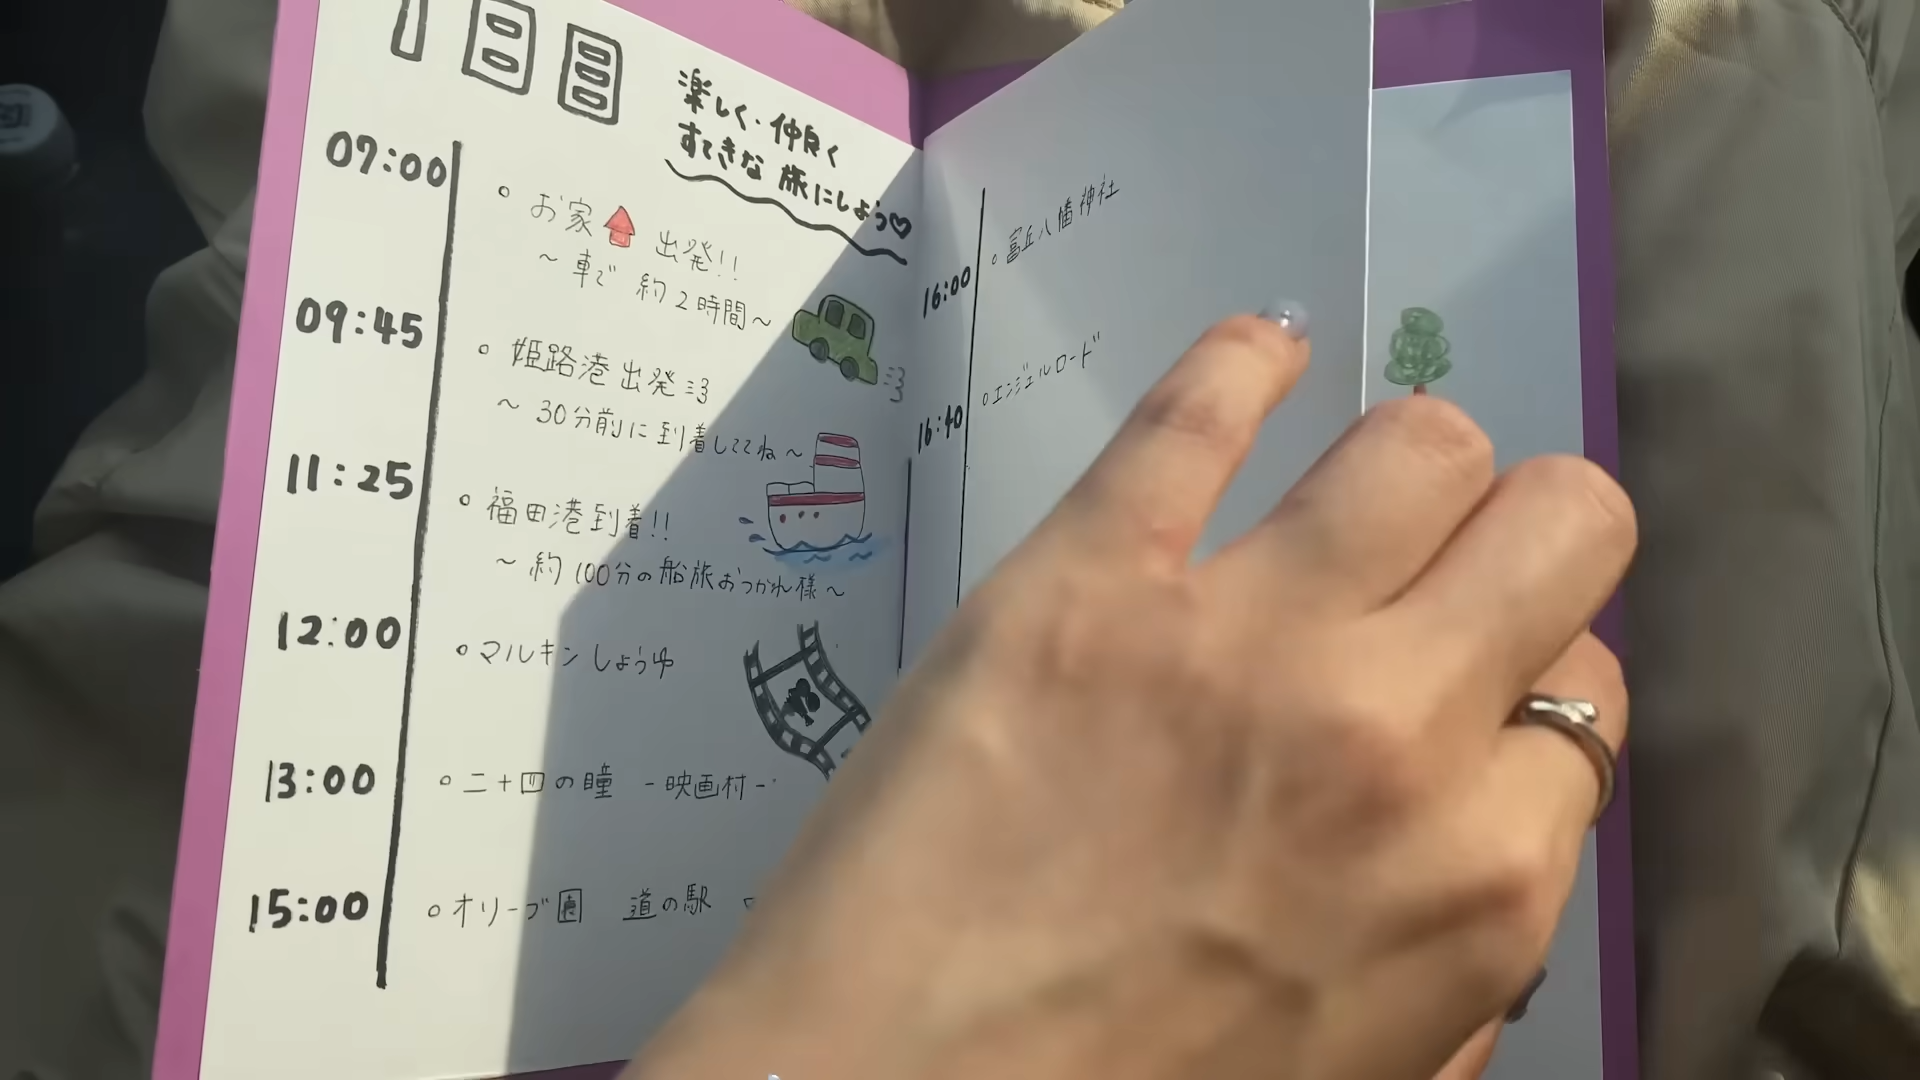 1日目
楽しく・仲良く
すてきな 旅にしよう♡
07:00
・お家 出発!!
~車で 約2時間~
09:45
・姫路港出発
~30分前に到着しててね~
11:25
・福田港到着!!
~約100分の船旅おつかれ様~
12:00
・マルキンしょうゆ
13:00
・二十四の瞳 -映画村-
15:00
・オリーブ園 道の駅
16:00
・富丘八幡神社
16:40
・エンジェルロード